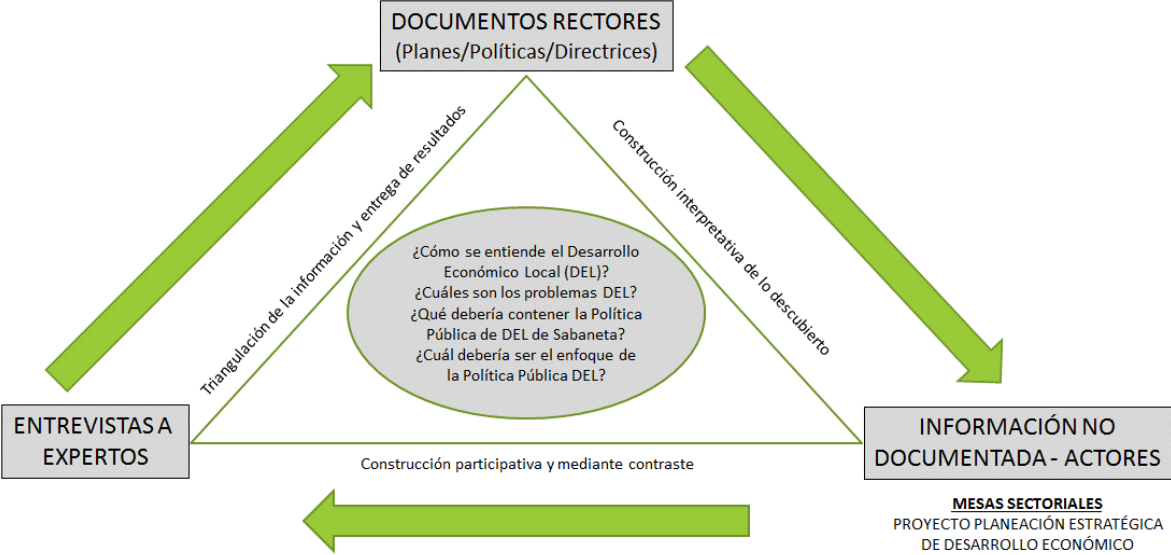 DOCUMENTOS RECTORES
(Planes/Políticas/Directrices)
Triangulación de la información y entrega de resultados
Construcción interpretativa de lo descubierto
¿Cómo se entiende el Desarrollo
Económico Local (DEL)?
¿Cuáles son los problemas DEL?
¿Qué debería contener la Política
Pública de DEL de Sabaneta?
¿Cuál debería ser el enfoque de
la Política Pública DEL?
ENTREVISTAS A
EXPERTOS
INFORMACIÓN NO
DOCUMENTADA - ACTORES
Construcción participativa y mediante contraste
MESAS SECTORIALES
PROYECTO PLANEACIÓN ESTRATÉGICA
DE DESARROLLO ECONÓMICO